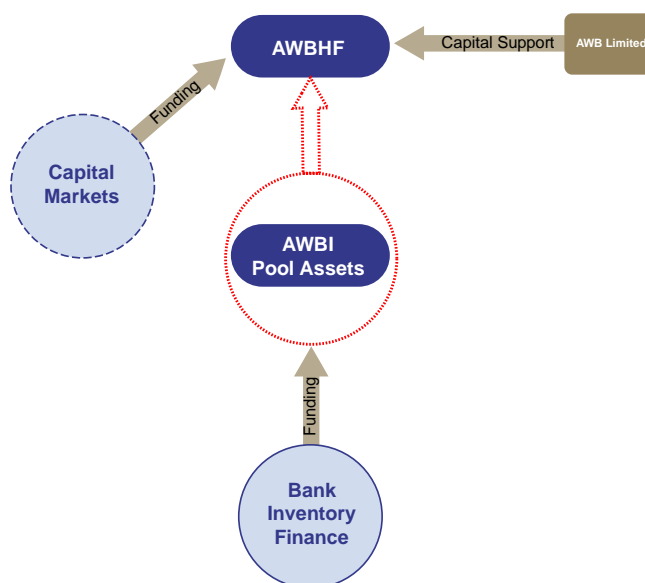 AWBHF
Capital Support
AWB Limited
Funding
Capital
Markets
AWBI
Pool Assets
Funding
Bank
Inventory
Finance